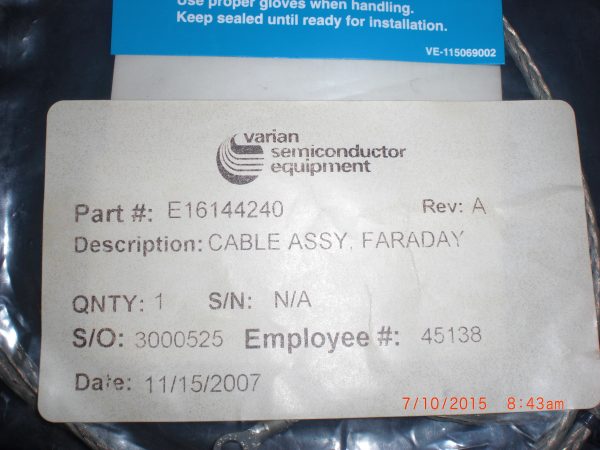 Use proper gloves when handling.
Keep sealed until ready for installation.
VE-115069002
varian
semiconductor
equipment
Part #: E16144240 Rev: A
Description: CABLE ASSY, FARADAY
QNTY: 1 S/N: N/A
S/O: 3000525 Employee #: 45138
Date: 11/15/2007
7/10/2015 8:43am